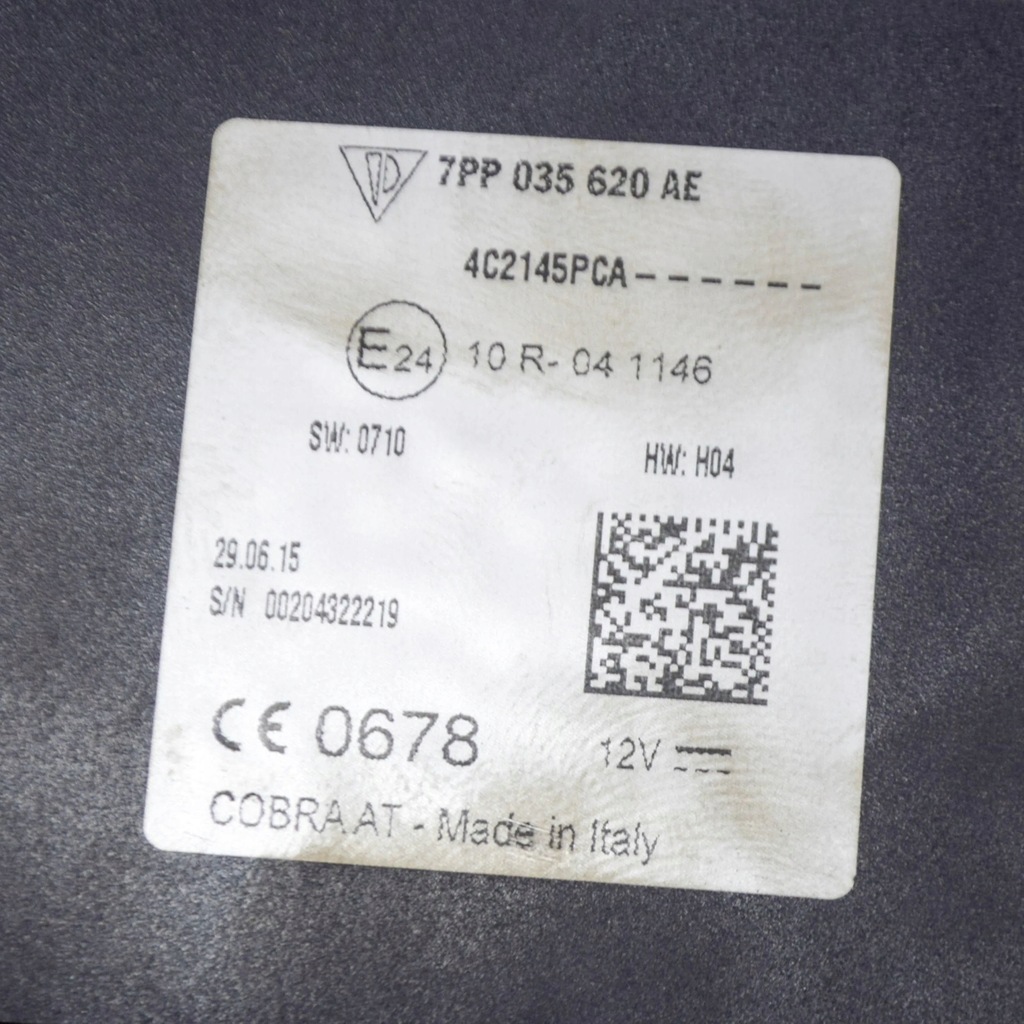 7PP 035 620 AE
4C2145PCA------
E24 10 R- 04 1146
SW: 0710 HW: H04
29.06.15
S/N 00204322219
CE 0678 12V
COBRA AT - Made in Italy